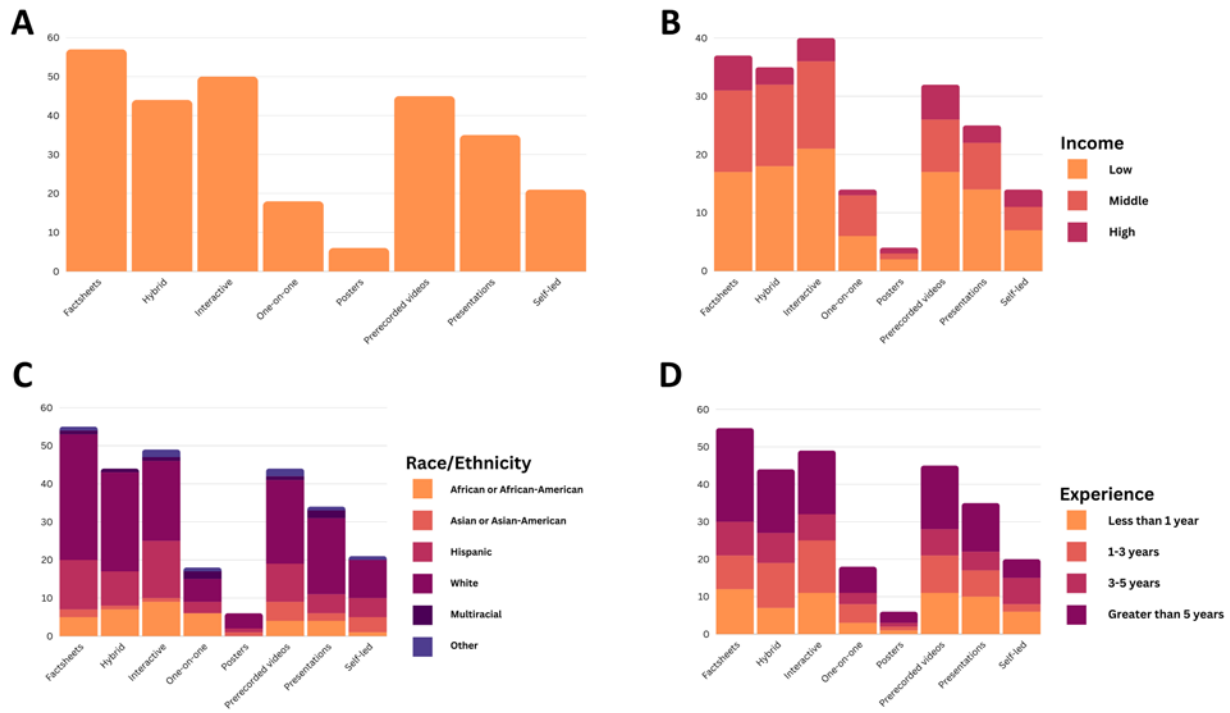 A
60
50
40
30
20
10
0
Factsheets
Hybrid
Interactive
One-on-one
Posters
Prerecorded videos
Presentations
Self-led
B
40
30
20
10
0
Factsheets
Hybrid
Interactive
One-on-one
Posters
Prerecorded videos
Presentations
Self-led
Income
Low
Middle
High
C
60
50
40
30
20
10
0
Factsheets
Hybrid
Interactive
One-on-one
Posters
Prerecorded videos
Presentations
Self-led
Race/Ethnicity
African or African-American
Asian or Asian-American
Hispanic
White
Multiracial
Other
D
60
50
40
30
20
10
0
Factsheets
Hybrid
Interactive
One-on-one
Posters
Prerecorded videos
Presentations
Self-led
Experience
Less than 1 year
1-3 years
3-5 years
Greater than 5 years